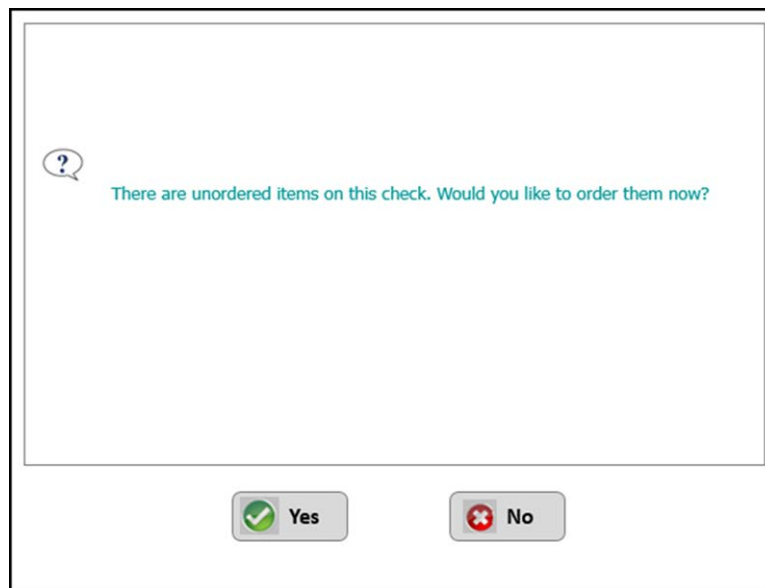 ?
There are unordered items on this check. Would you like to order them now?
Yes
No